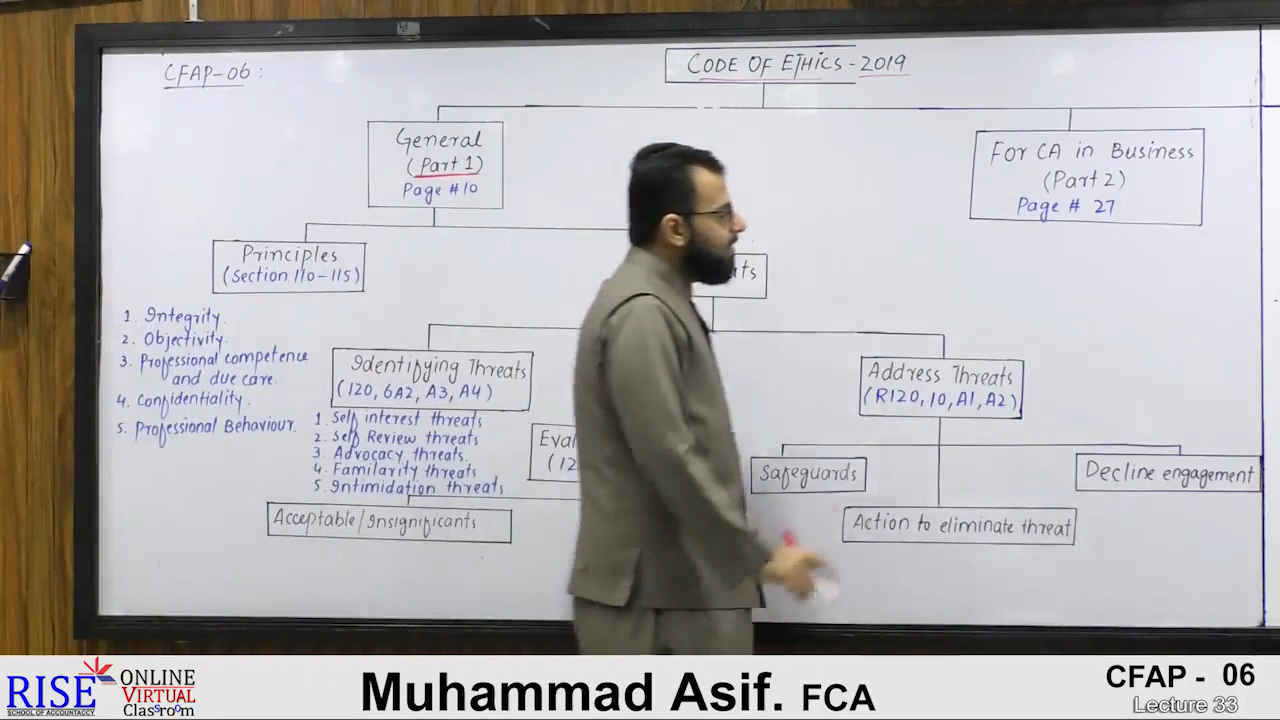 CFAP-06:
CODE OF ETHICS - 2019
General
(Part 1)
Page #10
For CA in Business
(Part 2)
Page # 27
Principles
(Section 110-115)
1. Integrity.
2. Objectivity.
3. Professional competence
and due care.
4. Confidentiality.
5. Professional Behaviour.
Identifying Threats
(120, 6A2, A3, A4)
1. Self interest threats
2. Self Review threats
3. Advocacy threats.
4. Familarity threats
5. Intimidation threats
Acceptable/Insignificants
Address Threats
(R120, 10, A1, A2)
Safeguards
Action to eliminate threat
Decline engagement
RISE
SCHOOL OF ACCOUNTANCY
ONLINE
VIRTUAL
Classroom
Muhammad Asif. FCA
CFAP - 06
Lecture 33